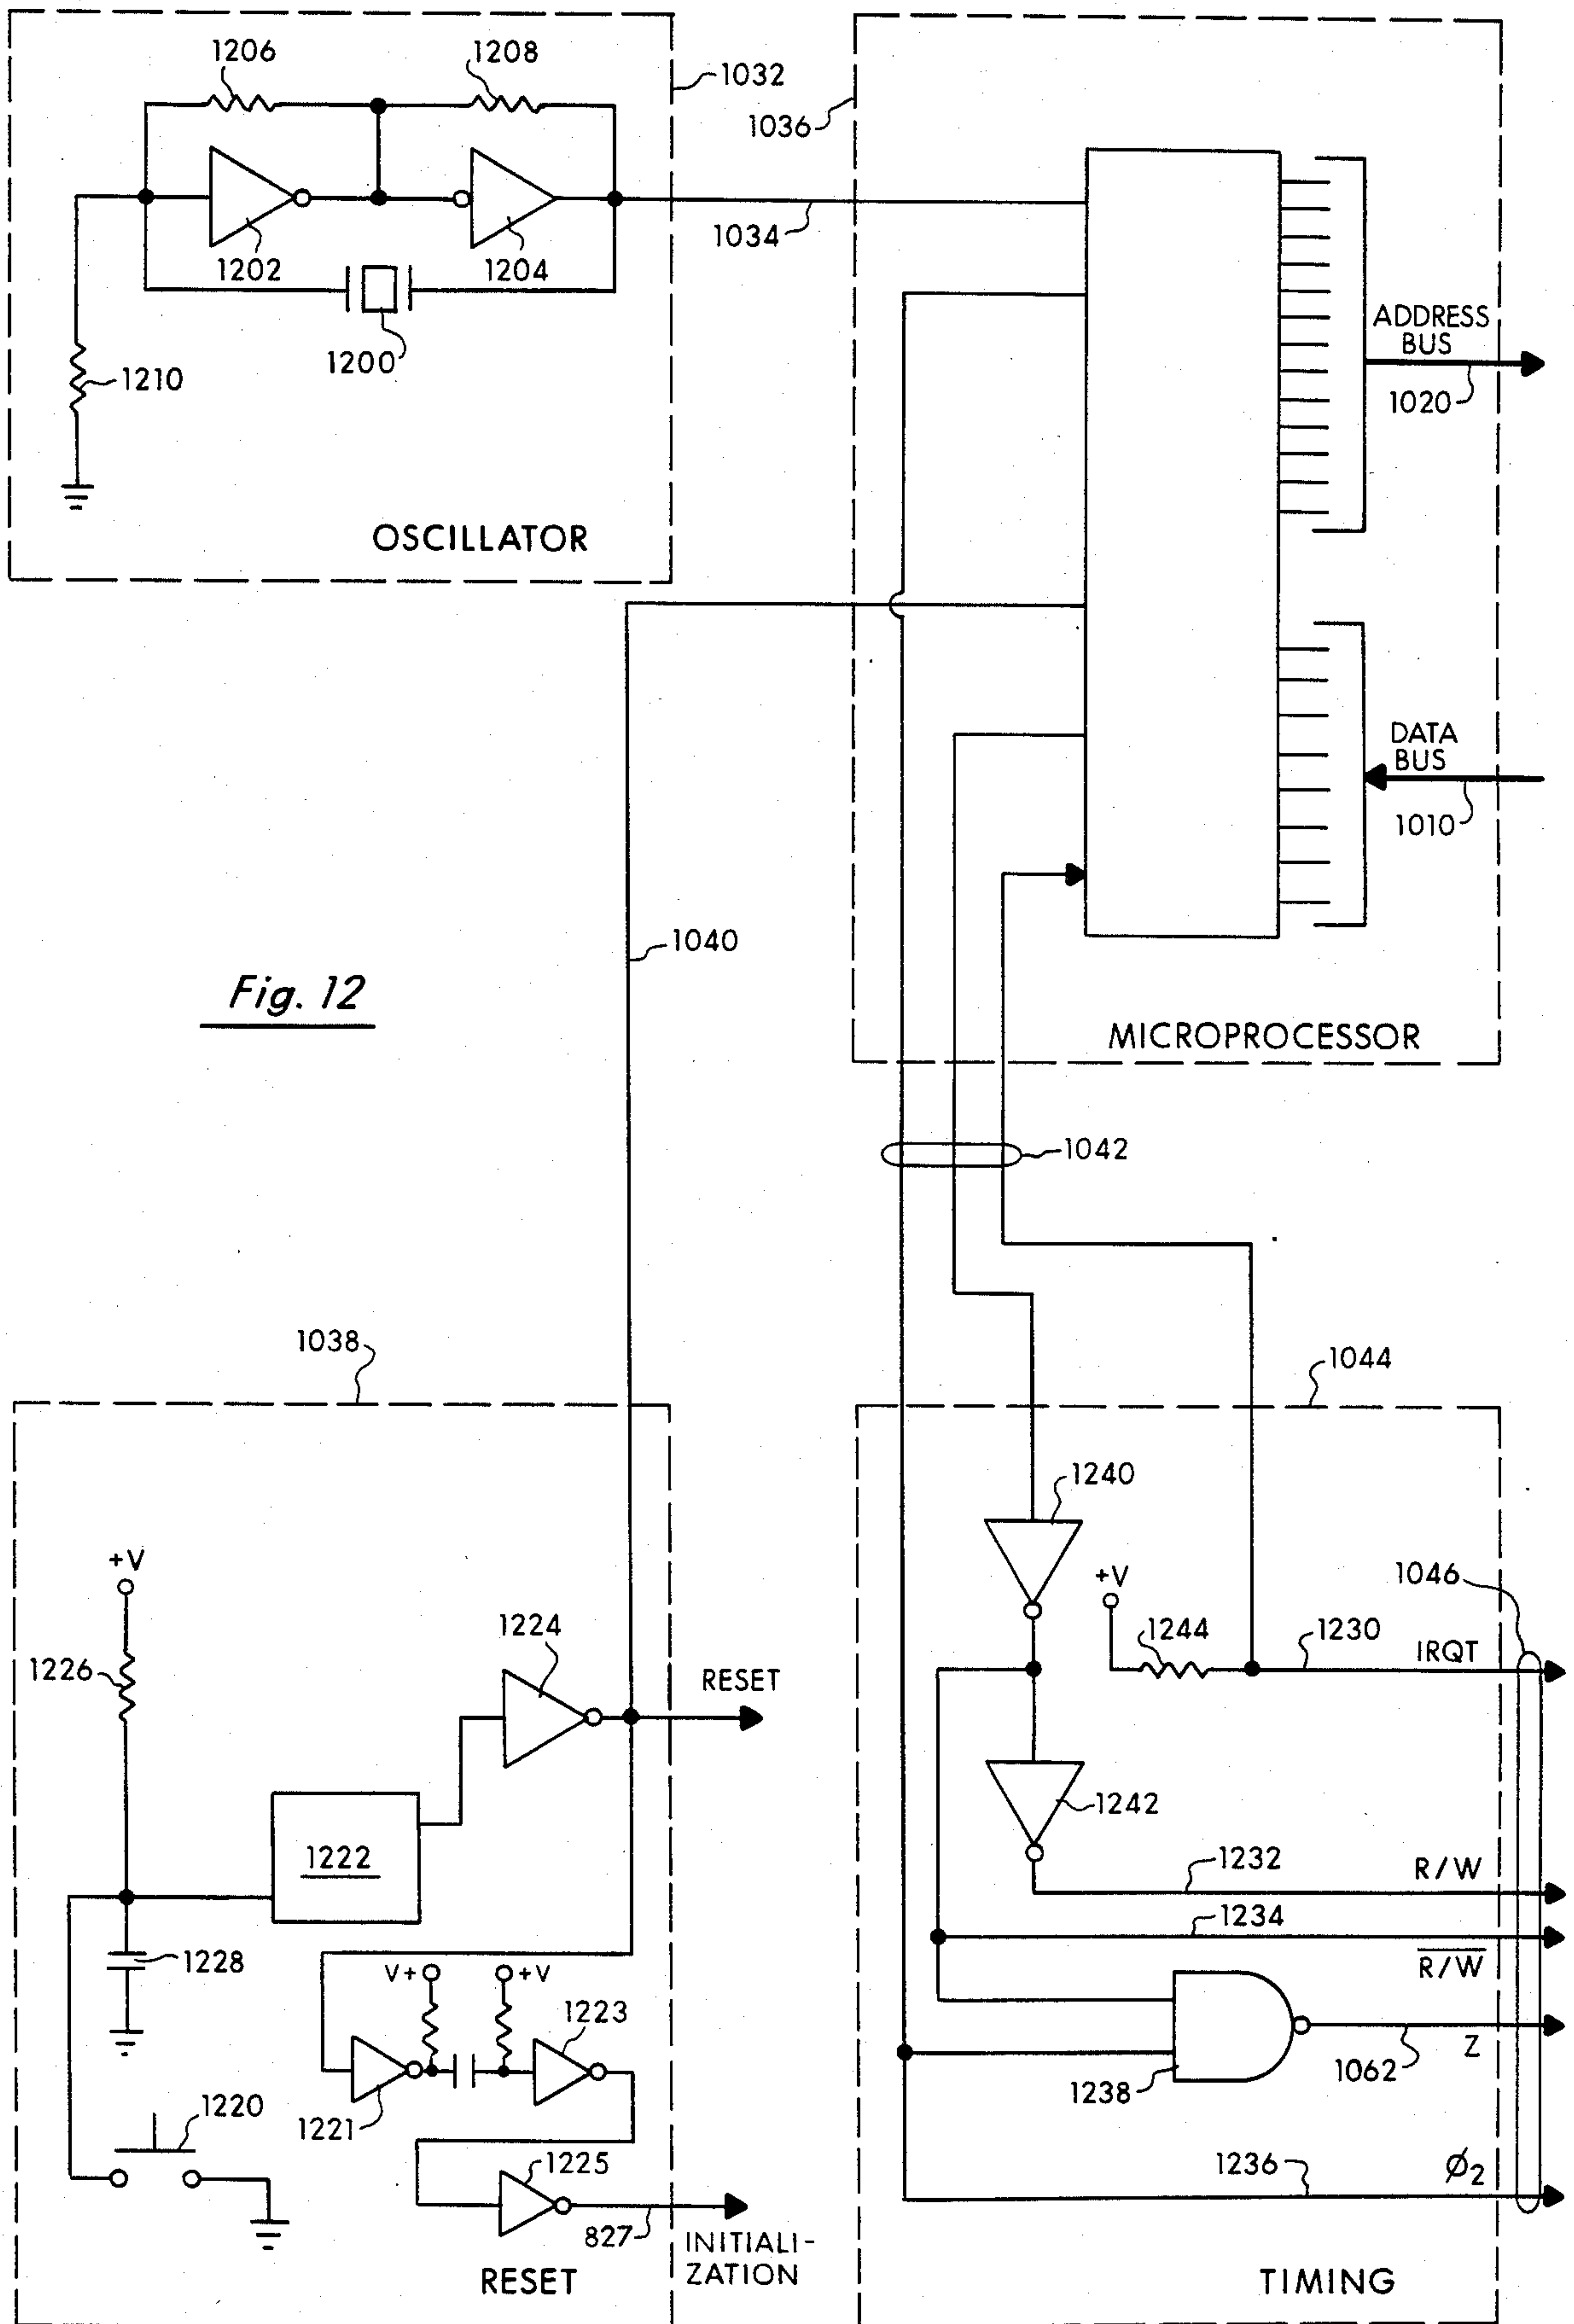 1206
1208
1032
1036
1202
1204
1034
1200
1210
OSCILLATOR
ADDRESS
BUS
1020
DATA
BUS
1010
1040
Fig. 12
MICROPROCESSOR
1042
1038
1044
1240
+V
+V
1046
1226
1224
RESET
1244
1230
IRQT
1222
1242
1232
R/W
1234
R/W
1228
V+
+V
1223
1221
1238
1062
Z
1220
1225
1236
ϕ2
827
INITIALI-
ZATION
RESET
TIMING